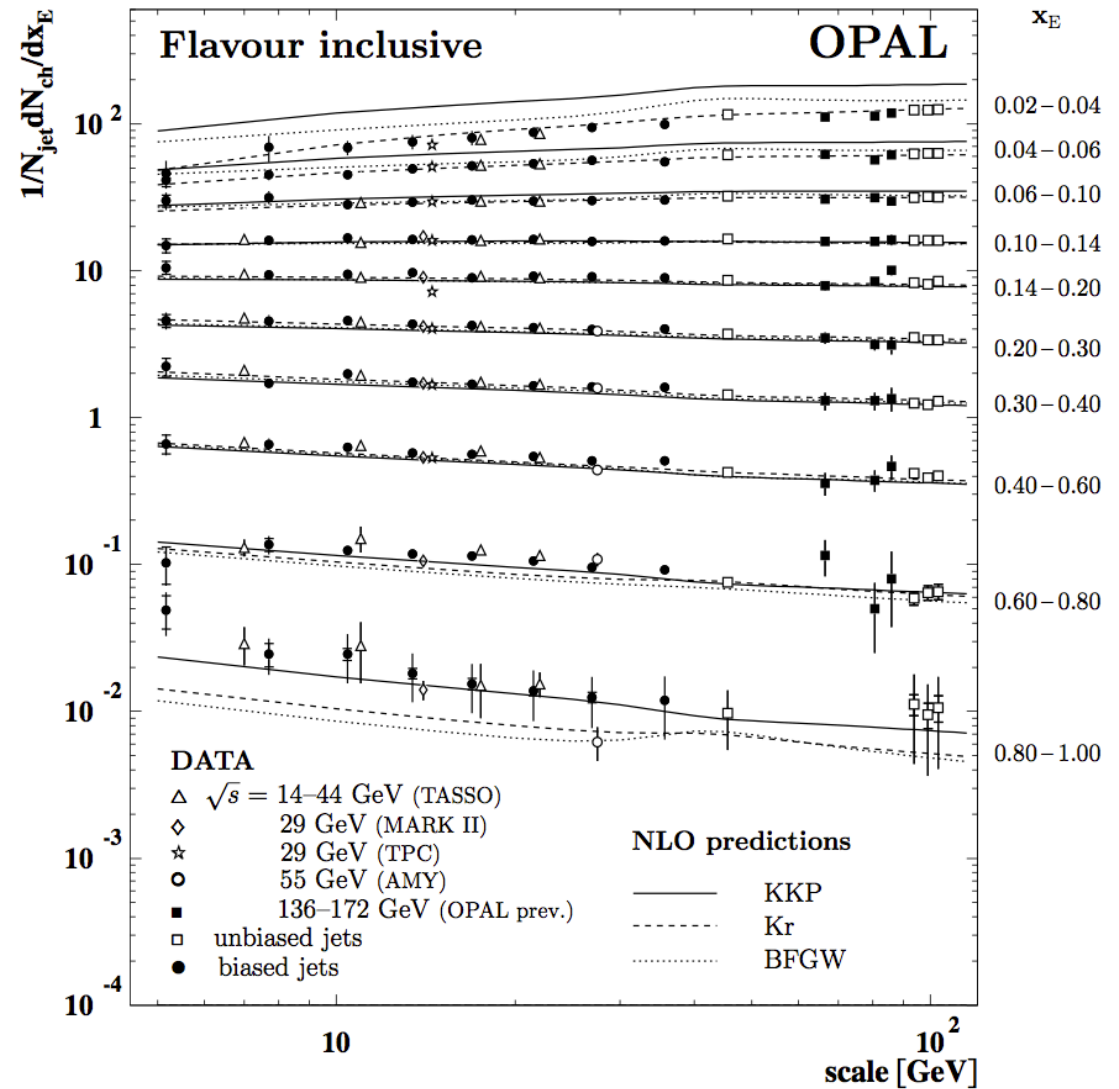 Flavour inclusive
OPAL
x_E
1/N_jet dN_ch/dx_E
10^2
10
1
10^-1
10^-2
10^-3
10^-4
0.02−0.04
0.04−0.06
0.06−0.10
0.10−0.14
0.14−0.20
0.20−0.30
0.30−0.40
0.40−0.60
0.60−0.80
0.80−1.00
DATA
√s = 14–44 GeV (TASSO)
29 GeV (MARK II)
29 GeV (TPC)
55 GeV (AMY)
136–172 GeV (OPAL prev.)
unbiased jets
biased jets
NLO predictions
KKP
Kr
BFGW
10
10^2
scale [GeV]